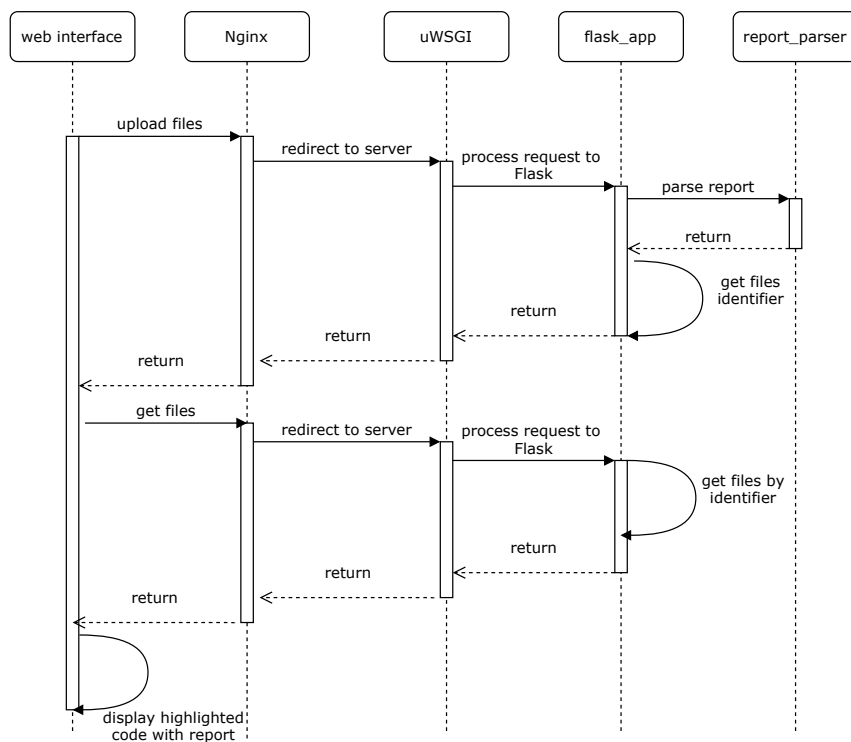 web interface
Nginx
uWSGI
flask_app
report_parser
upload files
redirect to server
process request to
Flask
parse report
return
get files
identifier
return
return
return
get files
redirect to server
process request to
Flask
get files by
identifier
return
return
return
display highlighted
code with report